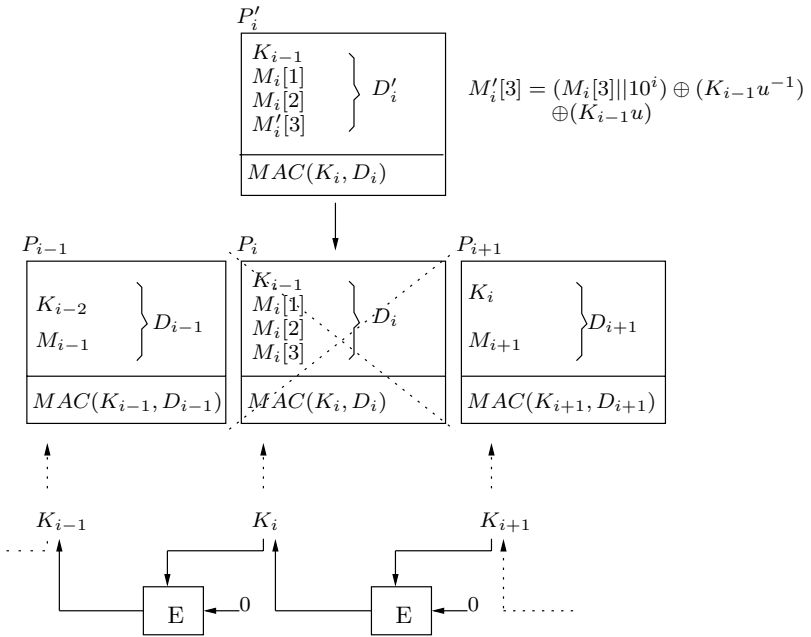 P′_i
K_{i−1}
M_i[1]
M_i[2]
M′_i[3]
D′_i
MAC(K_i, D_i)
M′_i[3] = (M_i[3]||10^i) ⊕ (K_{i−1}u^{−1})
⊕(K_{i−1}u)
P_{i−1}
K_{i−2}
M_{i−1}
D_{i−1}
MAC(K_{i−1}, D_{i−1})
P_i
K_{i−1}
M_i[1]
M_i[2]
M_i[3]
D_i
MAC(K_i, D_i)
P_{i+1}
K_i
M_{i+1}
D_{i+1}
MAC(K_{i+1}, D_{i+1})
K_{i−1}
K_i
K_{i+1}
E
0
E
0